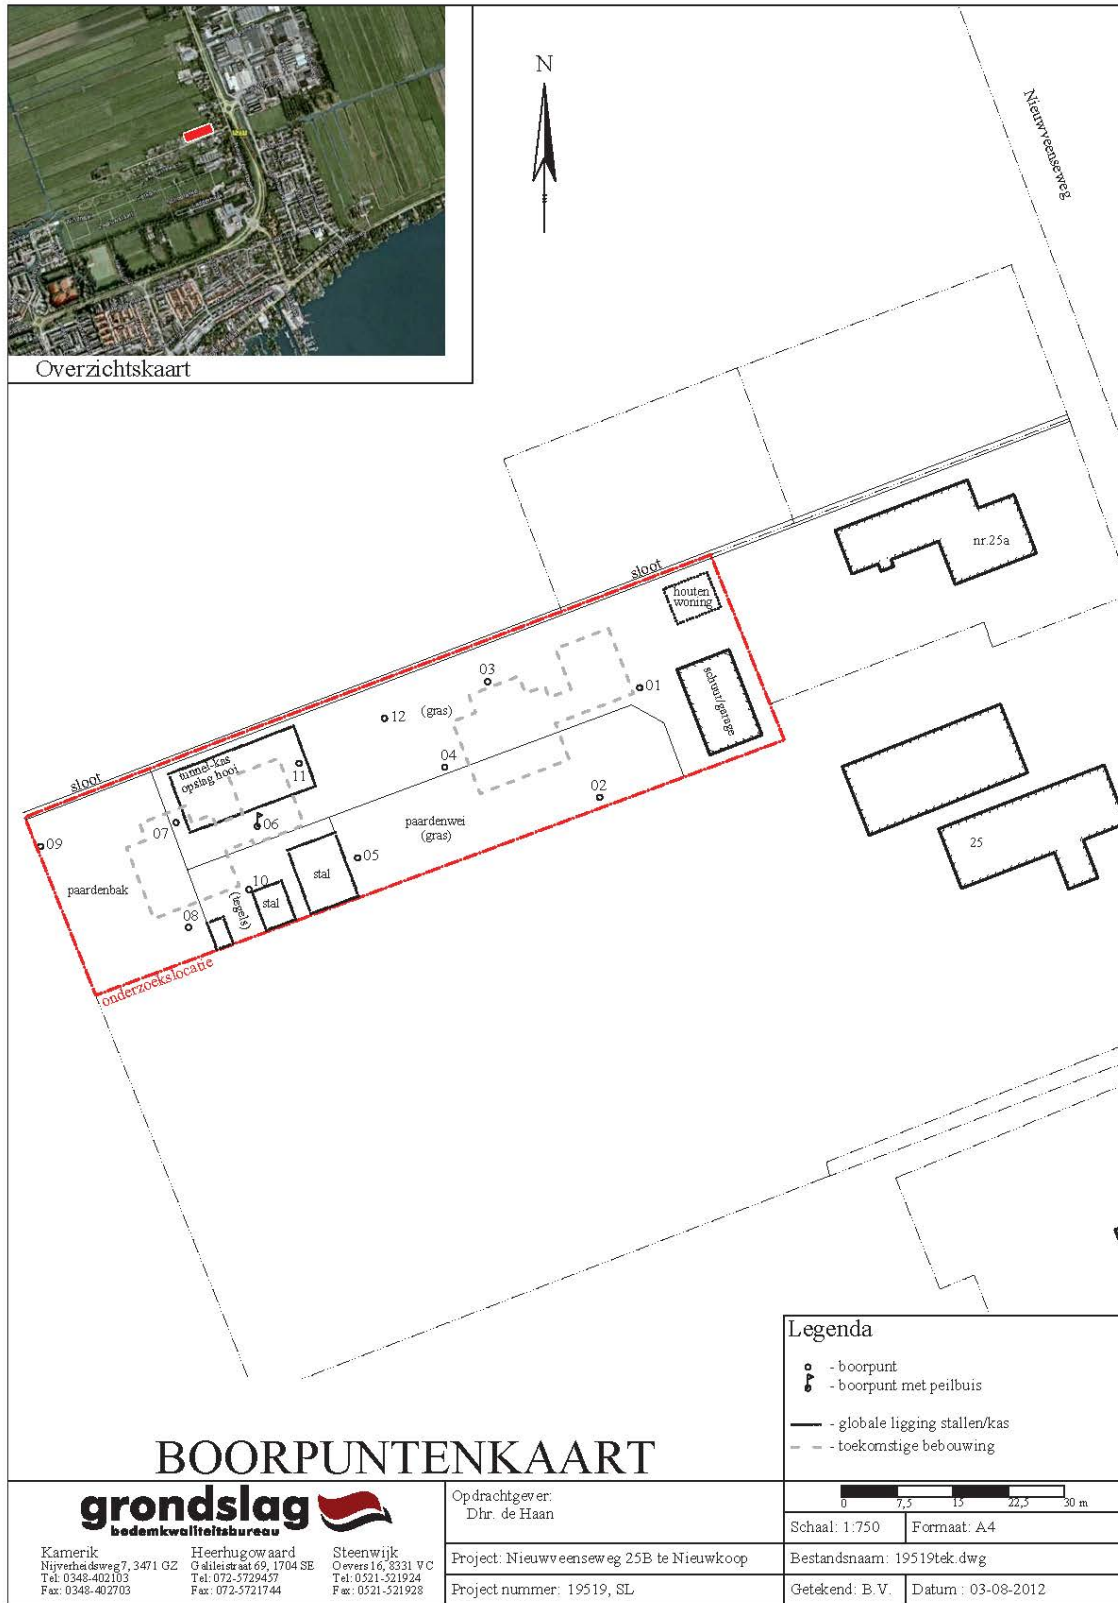 Overzichtskaart
N
Nieuwveenseweg
nr.25a
sloot
houten
woning
03
01
schuur/garage
12
(gras)
04
tunnel-kas
opslag hooi
11
sloot
02
07
06
paardenwei
(gras)
09
05
paardenbak
10
stal
stal
(tegels)
08
25
onderzoekslocatie
Legenda
- boorpunt
- boorpunt met peilbuis
- globale ligging stallen/kas
- toekomstige bebouwing
BOORPUNTENKAART
grondslag
bodemkwaliteitsbureau
Kamerik
Nijverheidsweg 7, 3471 GZ
Tel: 0348-402103
Fax: 0348-402703
Heerhugowaard
Galileistraat 69, 1704 SE
Tel: 072-5729457
Fax: 072-5721744
Steenwijk
Oevers 16, 8331 VC
Tel: 0521-521924
Fax: 0521-521928
Opdrachtgever:
Dhr. de Haan
Project: Nieuwveenseweg 25B te Nieuwkoop
Project nummer: 19519, SL
0 7,5 15 22,5 30 m
Schaal: 1:750
Formaat: A4
Bestandsnaam: 19519tek.dwg
Getekend: B.V.
Datum : 03-08-2012